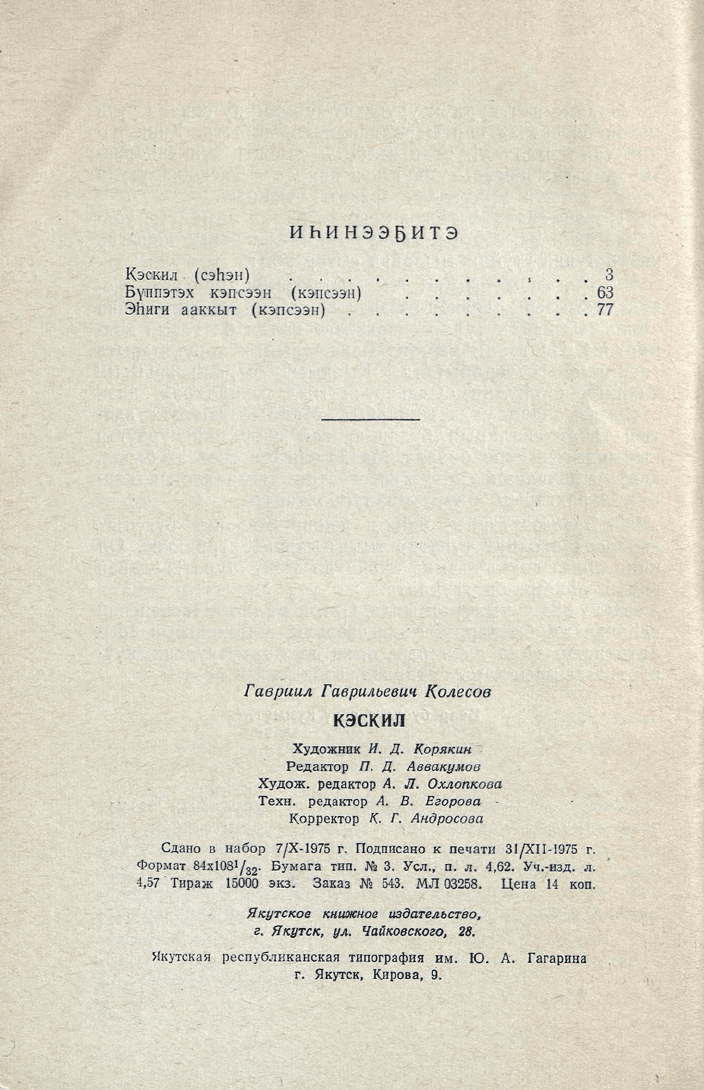 ИҺИНЭЭҔИТЭ
Кэскил (сэһэн) . . . . . . . . . . . 3
Бүппэтэх кэпсээн (кэпсээн) . . . . . . . 63
Эһиги ааккыт (кэпсээн) . . . . . . . . . 77
Гавриил Гаврильевич Колесов
КЭСКИЛ
Художник И. Д. Корякин
Редактор П. Д. Аввакумов
Худож. редактор А. Л. Охлопкова
Техн. редактор А. В. Егорова
Корректор К. Г. Андросова
Сдано в набор 7/X-1975 г. Подписано к печати 31/XII-1975 г.
Формат 84х108¹/₃₂. Бумага тип. № 3. Усл., п. л. 4,62. Уч.-изд. л.
4,57 Тираж 15000 экз. Заказ № 543. МЛ 03258. Цена 14 коп.
Якутское книжное издательство,
г. Якутск, ул. Чайковского, 28.
Якутская республиканская типография им. Ю. А. Гагарина
г. Якутск, Кирова, 9.